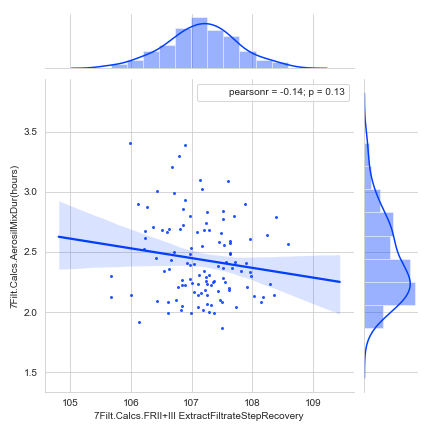 pearsonr = -0.14; p = 0.13
3.5
3.0
2.5
2.0
1.5
7Filt.Calcs.AerosilMixDur(hours)
105 106 107 108 109
7Filt.Calcs.FRII+III ExtractFiltrateStepRecovery